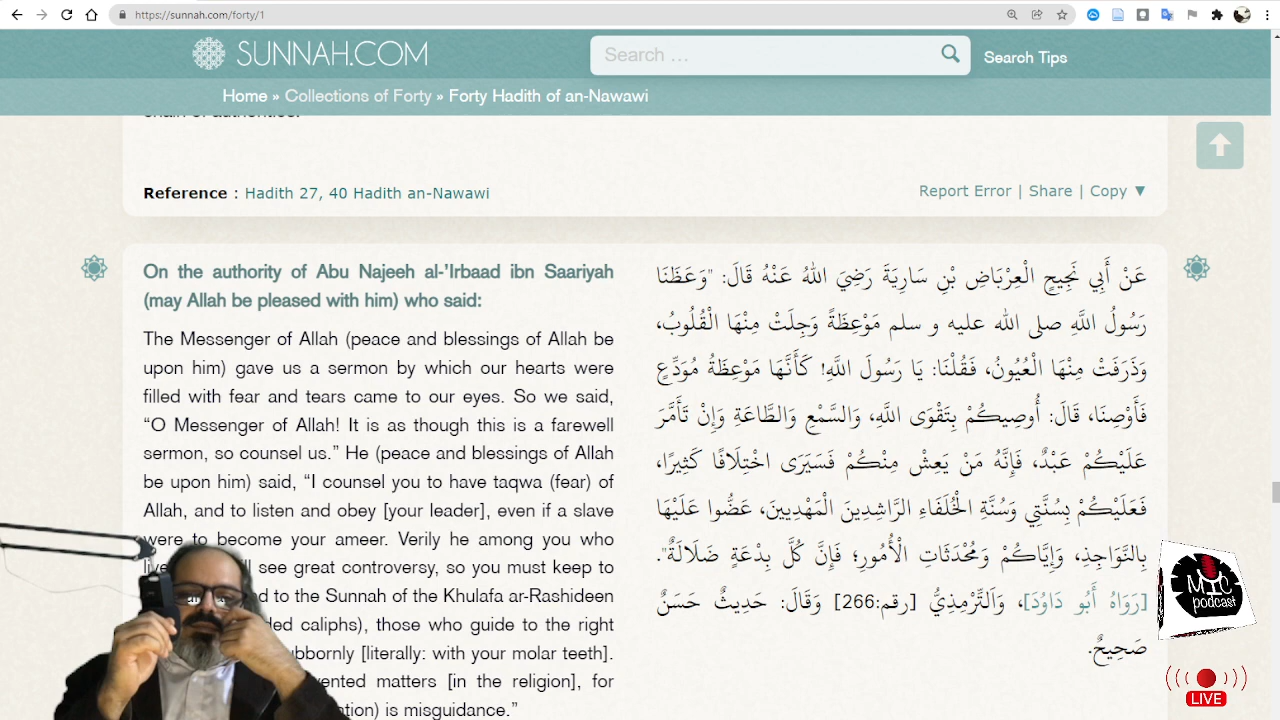 https://sunnah.com/forty/1
SUNNAH.COM
Search …
Search Tips
Home » Collections of Forty » Forty Hadith of an-Nawawi
Reference : Hadith 27, 40 Hadith an-Nawawi
Report Error | Share | Copy ▼
On the authority of Abu Najeeh al-’Irbaad ibn Saariyah
(may Allah be pleased with him) who said:
The Messenger of Allah (peace and blessings of Allah be
upon him) gave us a sermon by which our hearts were
filled with fear and tears came to our eyes. So we said,
“O Messenger of Allah! It is as though this is a farewell
sermon, so counsel us.” He (peace and blessings of Allah
be upon him) said, “I counsel you to have taqwa (fear) of
Allah, and to listen and obey [your leader], even if a slave
were to become your ameer. Verily he among you who
see great controversy, so you must keep to
to the Sunnah of the Khulafa ar-Rashideen
caliphs), those who guide to the right
[literally: with your molar teeth].
matters [in the religion], for
is misguidance.”
عَنْ أَبِي نَجِيحٍ الْعِرْبَاضِ بْنِ سَارِيَةَ رَضِيَ اللهُ عَنْهُ قَالَ: "وَعَظَنَا
رَسُولُ اللَّهِ صلى الله عليه و سلم مَوْعِظَةً وَجِلَتْ مِنْهَا الْقُلُوبُ،
وَذَرَفَتْ مِنْهَا الْعُيُونُ، فَقُلْنَا: يَا رَسُولَ اللَّهِ! كَأَنَّهَا مَوْعِظَةُ مُوَدِّعٍ
فَأَوْصِنَا، قَالَ: أُوصِيكُمْ بِتَقْوَى اللَّهِ، وَالسَّمْعِ وَالطَّاعَةِ وَإِنْ تَأَمَّرَ
عَلَيْكُمْ عَبْدٌ، فَإِنَّهُ مَنْ يَعِشْ مِنْكُمْ فَسَيَرَى اخْتِلَافًا كَثِيرًا،
فَعَلَيْكُمْ بِسُنَّتِي وَسُنَّةِ الْخُلَفَاءِ الرَّاشِدِينَ الْمَهْدِيينَ، عَضُّوا عَلَيْهَا
بِالنَّوَاجِذِ، وَإِيَّاكُمْ وَمُحْدَثَاتِ الْأُمُورِ؛ فَإِنَّ كُلَّ بِدْعَةٍ ضَلَالَةٌ".
[رَوَاهُ أَبُو دَاوُدَ]، وَاَلتِّرْمِذِيُّ [رقم:266] وَقَالَ: حَدِيثٌ حَسَنٌ
صَحِيحٌ.
MIC
podcast
LIVE